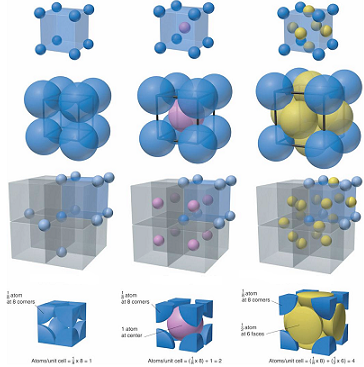 1/8 atom
at 8 corners
1/8 atom
at 8 corners
1 atom
at center
1/8 atom
at 8 corners
1/2 atom
at 6 faces
Atoms/unit cell = (1/8 x 8) = 1
Atoms/unit cell = (1/8 x 8) + 1 = 2
Atoms/unit cell = (1/8 x 8) + (1/2 x 6) = 4